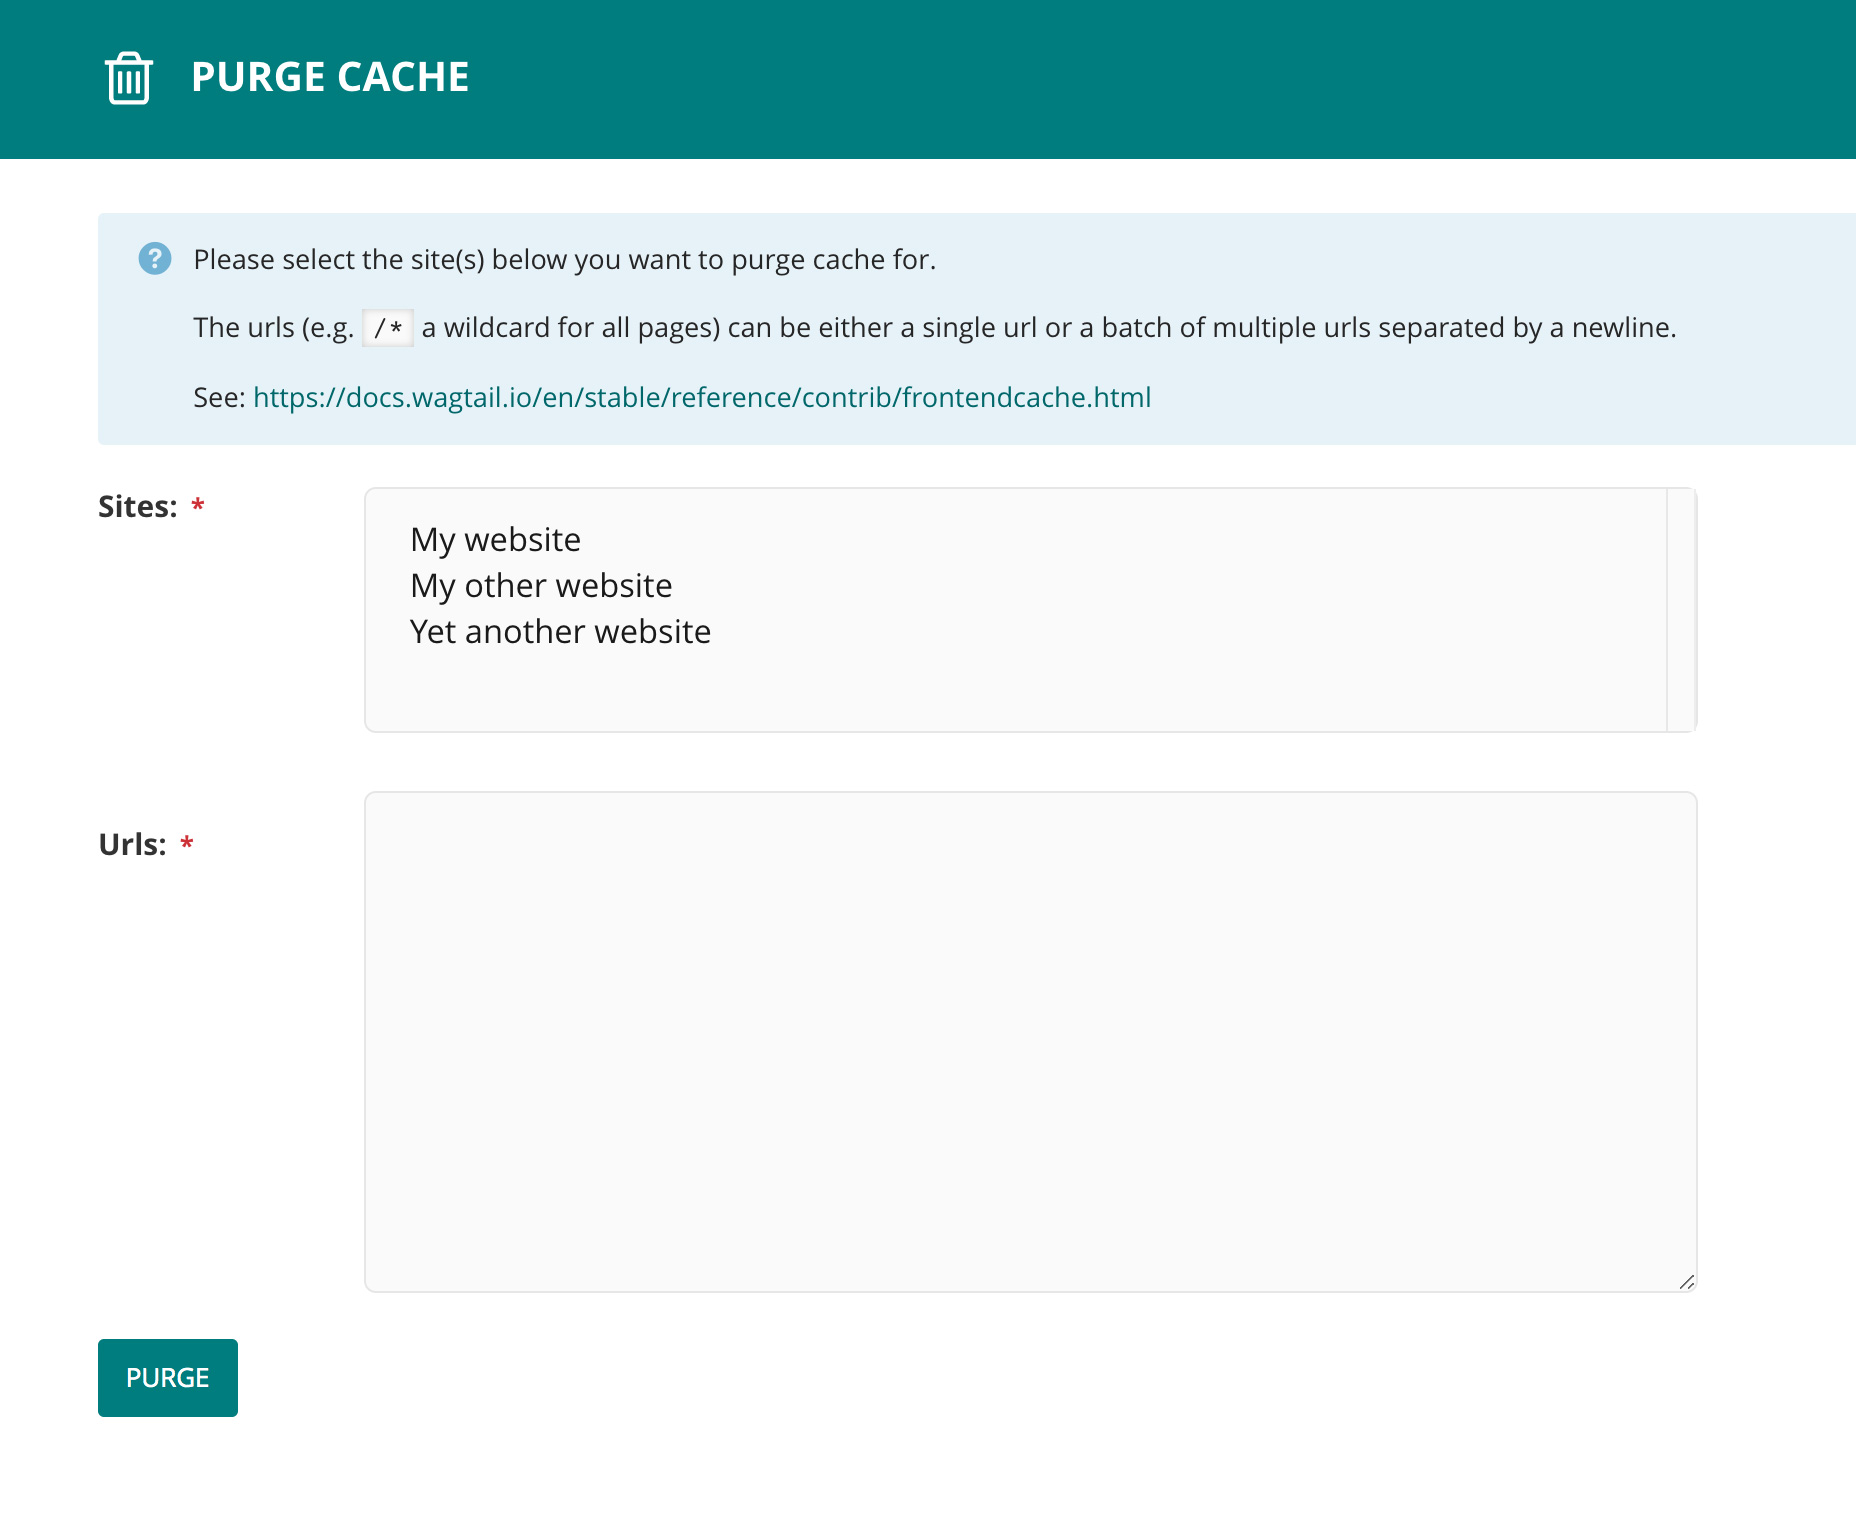 PURGE CACHE
? Please select the site(s) below you want to purge cache for.
The urls (e.g. /* a wildcard for all pages) can be either a single url or a batch of multiple urls separated by a newline.
See: https://docs.wagtail.io/en/stable/reference/contrib/frontendcache.html
Sites: *
My website
My other website
Yet another website
Urls: *
PURGE